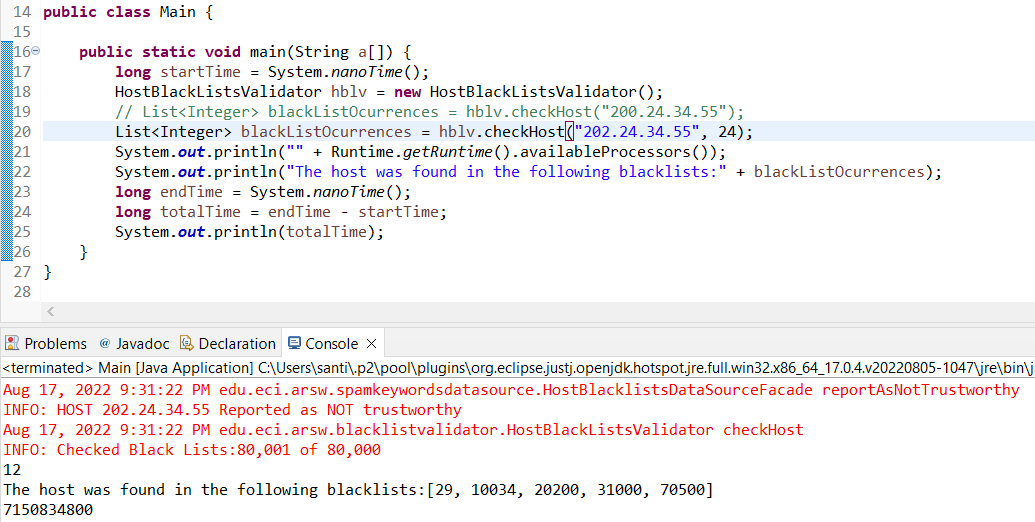 14 public class Main {
15
16 public static void main(String a[]) {
17 long startTime = System.nanoTime();
18 HostBlackListsValidator hblv = new HostBlackListsValidator();
19 // List<Integer> blackListOcurrences = hblv.checkHost("200.24.34.55");
20 List<Integer> blackListOcurrences = hblv.checkHost("202.24.34.55", 24);
21 System.out.println("" + Runtime.getRuntime().availableProcessors());
22 System.out.println("The host was found in the following blacklists:" + blackListOcurrences);
23 long endTime = System.nanoTime();
24 long totalTime = endTime - startTime;
25 System.out.println(totalTime);
26 }
27 }
28
Problems @ Javadoc Declaration Console
<terminated> Main [Java Application] C:\Users\santi\.p2\pool\plugins\org.eclipse.justj.openjdk.hotspot.jre.full.win32.x86_64_17.0.4.v20220805-1047\jre\bin\j
Aug 17, 2022 9:31:22 PM edu.eci.arsw.spamkeywordsdatasource.HostBlacklistsDataSourceFacade reportAsNotTrustworthy
INFO: HOST 202.24.34.55 Reported as NOT trustworthy
Aug 17, 2022 9:31:22 PM edu.eci.arsw.blacklistvalidator.HostBlackListsValidator checkHost
INFO: Checked Black Lists:80,001 of 80,000
12
The host was found in the following blacklists:[29, 10034, 20200, 31000, 70500]
7150834800